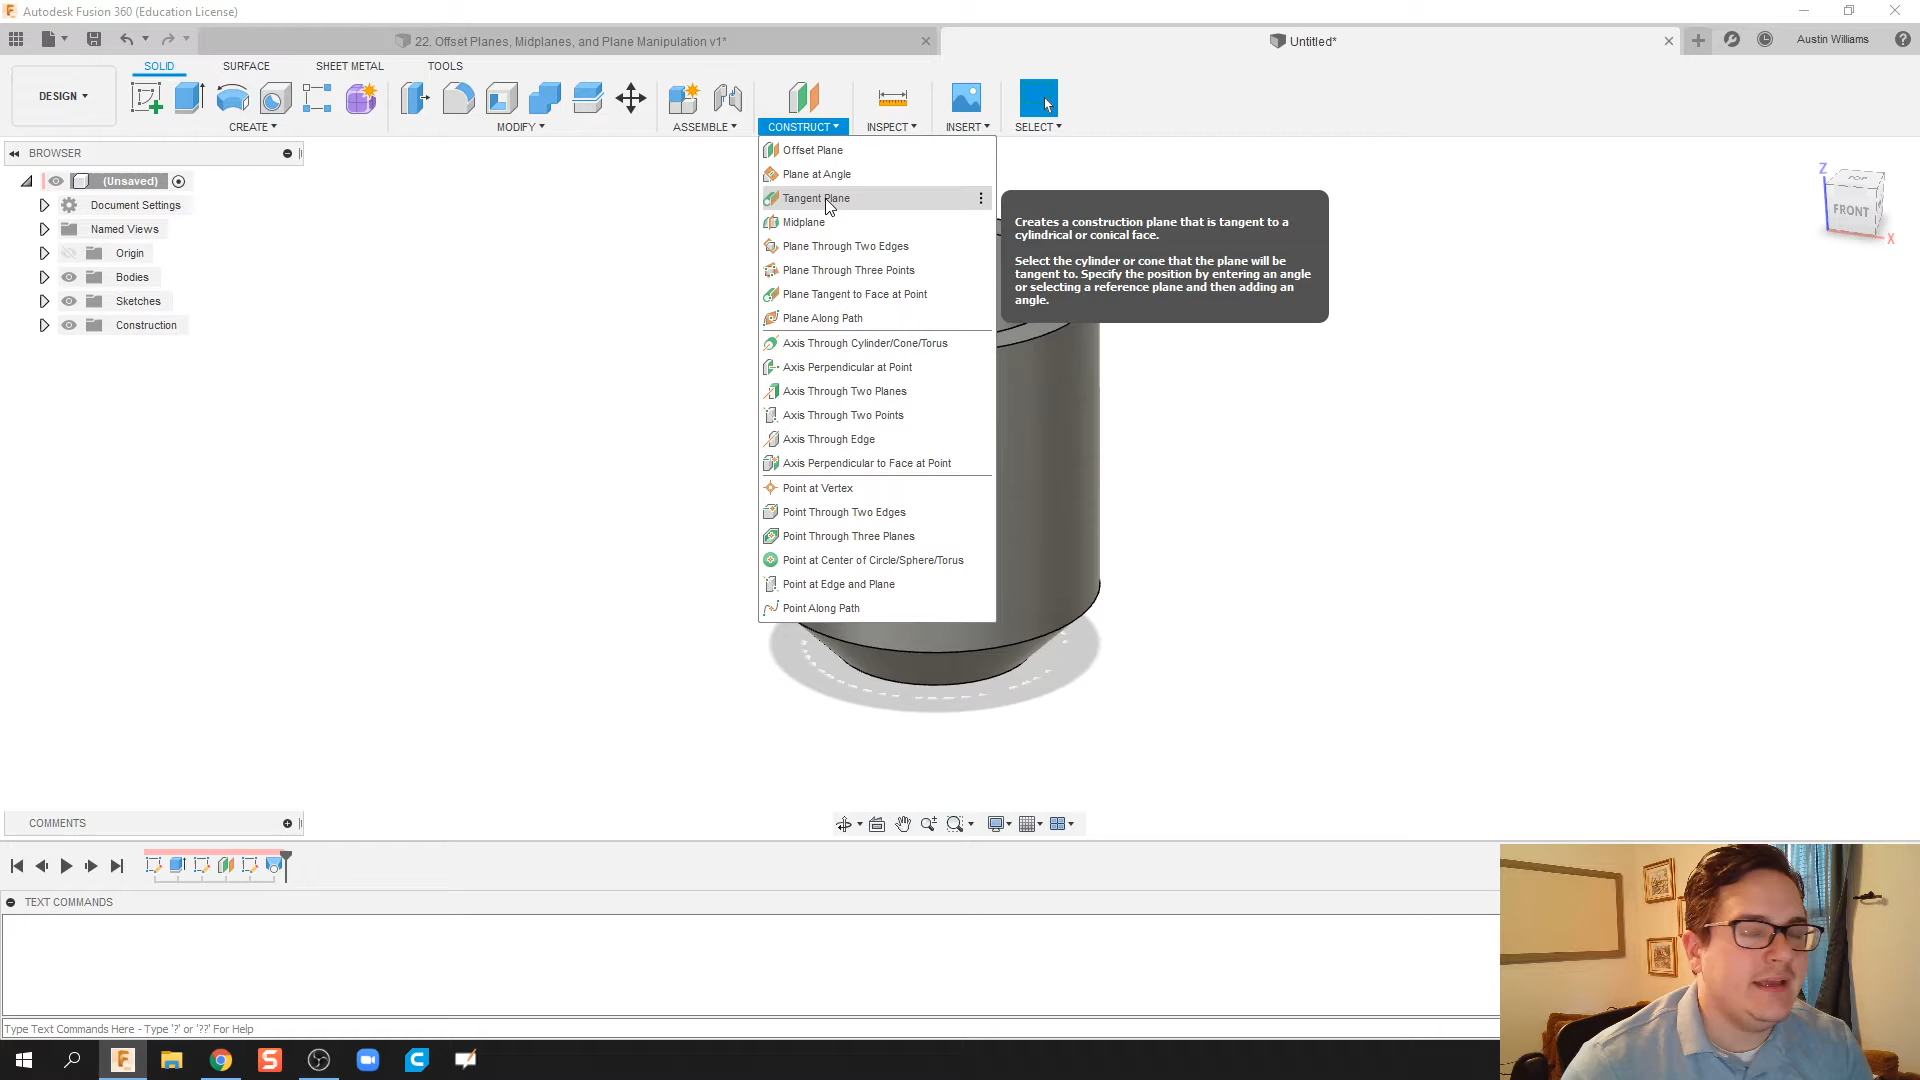 Autodesk Fusion 360 (Education License)
22. Offset Planes, Midplanes, and Plane Manipulation v1*
Untitled*
Austin Williams
SOLID
SURFACE
SHEET METAL
TOOLS
DESIGN
CREATE
MODIFY
ASSEMBLE
CONSTRUCT
INSPECT
INSERT
SELECT
BROWSER
(Unsaved)
Document Settings
Named Views
Origin
Bodies
Sketches
Construction
Offset Plane
Plane at Angle
Tangent Plane
Midplane
Plane Through Two Edges
Plane Through Three Points
Plane Tangent to Face at Point
Plane Along Path
Axis Through Cylinder/Cone/Torus
Axis Perpendicular at Point
Axis Through Two Planes
Axis Through Two Points
Axis Through Edge
Axis Perpendicular to Face at Point
Point at Vertex
Point Through Two Edges
Point Through Three Planes
Point at Center of Circle/Sphere/Torus
Point at Edge and Plane
Point Along Path
Creates a construction plane that is tangent to a
cylindrical or conical face.
Select the cylinder or cone that the plane will be
tangent to. Specify the position by entering an angle
or selecting a reference plane and then adding an
angle.
Z
TOP
FRONT
X
COMMENTS
TEXT COMMANDS
Type Text Commands Here - Type '?' or '??' For Help